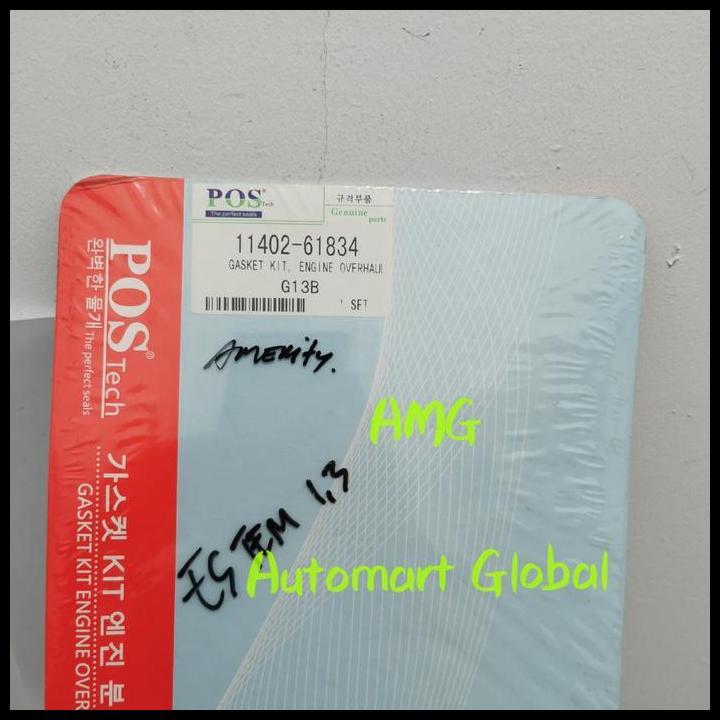 POS® Tech
The perfect seals
규격부품
Genuine parts
11402-61834
GASKET KIT, ENGINE OVERHAUL
G13B
1 SET
Amenity.
AMG
ESTEEM 1,3
Automart Global
POS® Tech
완벽한 물개 The perfect seals
가스켓 KIT 엔진 분
GASKET KIT ENGINE OVER